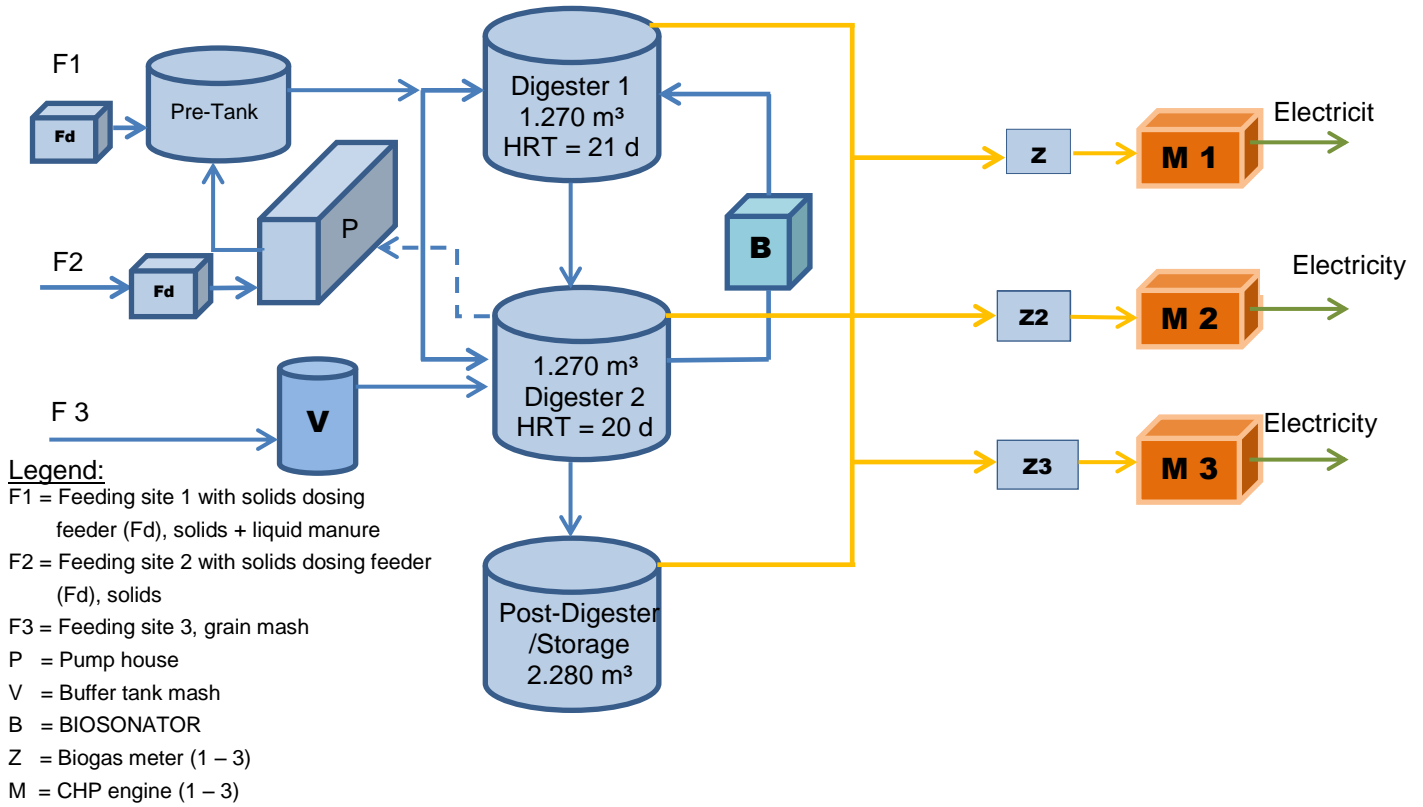 F1
Fd
Pre-Tank
F2
Fd
P
F 3
V
Digester 1
1.270 m³
HRT = 21 d
B
1.270 m³
Digester 2
HRT = 20 d
Post-Digester
/Storage
2.280 m³
Z
M 1
Electricit
Z2
M 2
Electricity
Z3
M 3
Electricity
Legend:
F1 = Feeding site 1 with solids dosing
feeder (Fd), solids + liquid manure
F2 = Feeding site 2 with solids dosing feeder
(Fd), solids
F3 = Feeding site 3, grain mash
P = Pump house
V = Buffer tank mash
B = BIOSONATOR
Z = Biogas meter (1 – 3)
M = CHP engine (1 – 3)